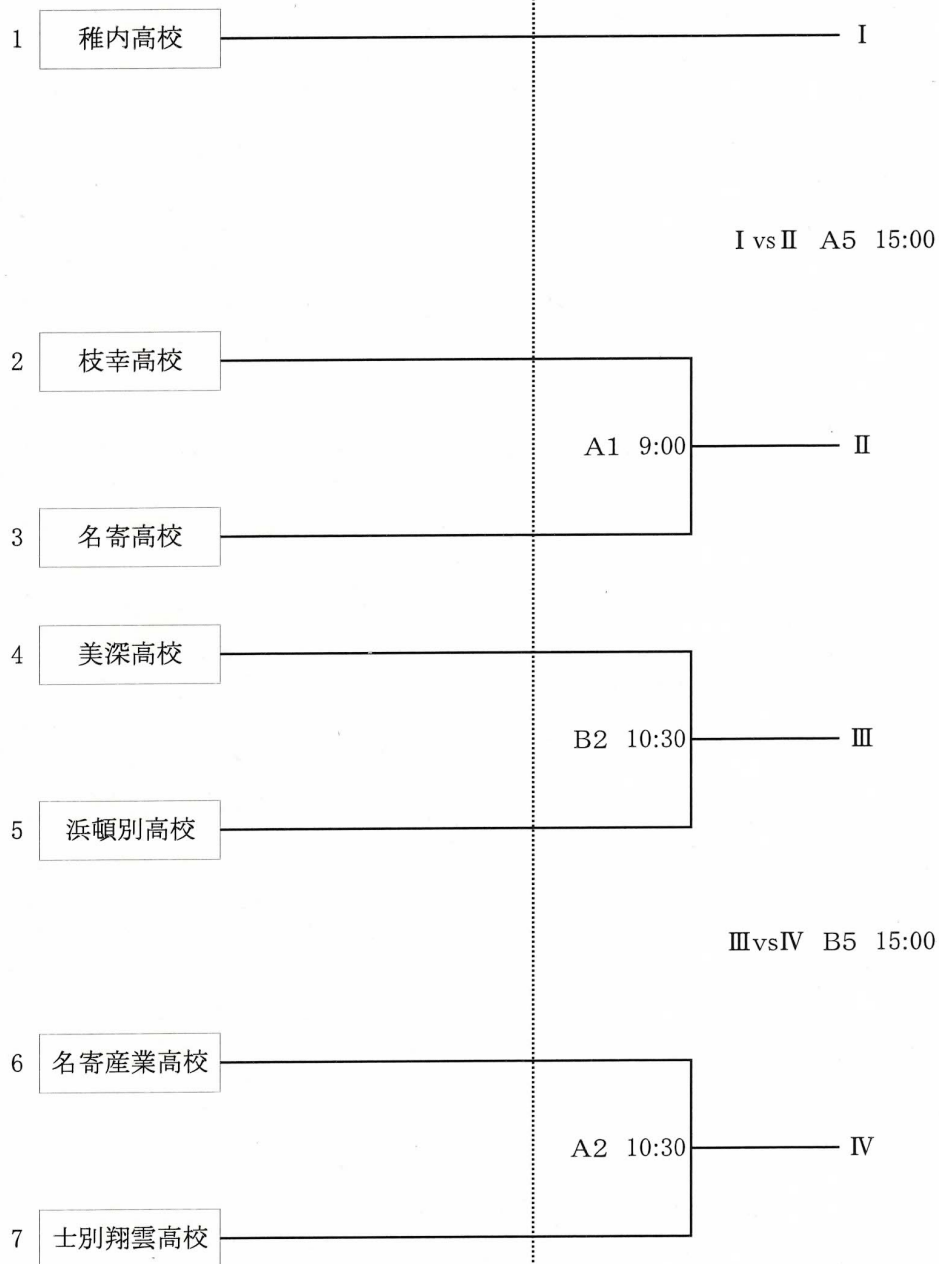 1 稚内高校 Ⅰ
Ⅰ vs Ⅱ A5 15:00
2 枝幸高校
A1 9:00 Ⅱ
3 名寄高校
4 美深高校
B2 10:30 Ⅲ
5 浜頓別高校
ⅢvsⅣ B5 15:00
6 名寄産業高校
A2 10:30 Ⅳ
7 士別翔雲高校